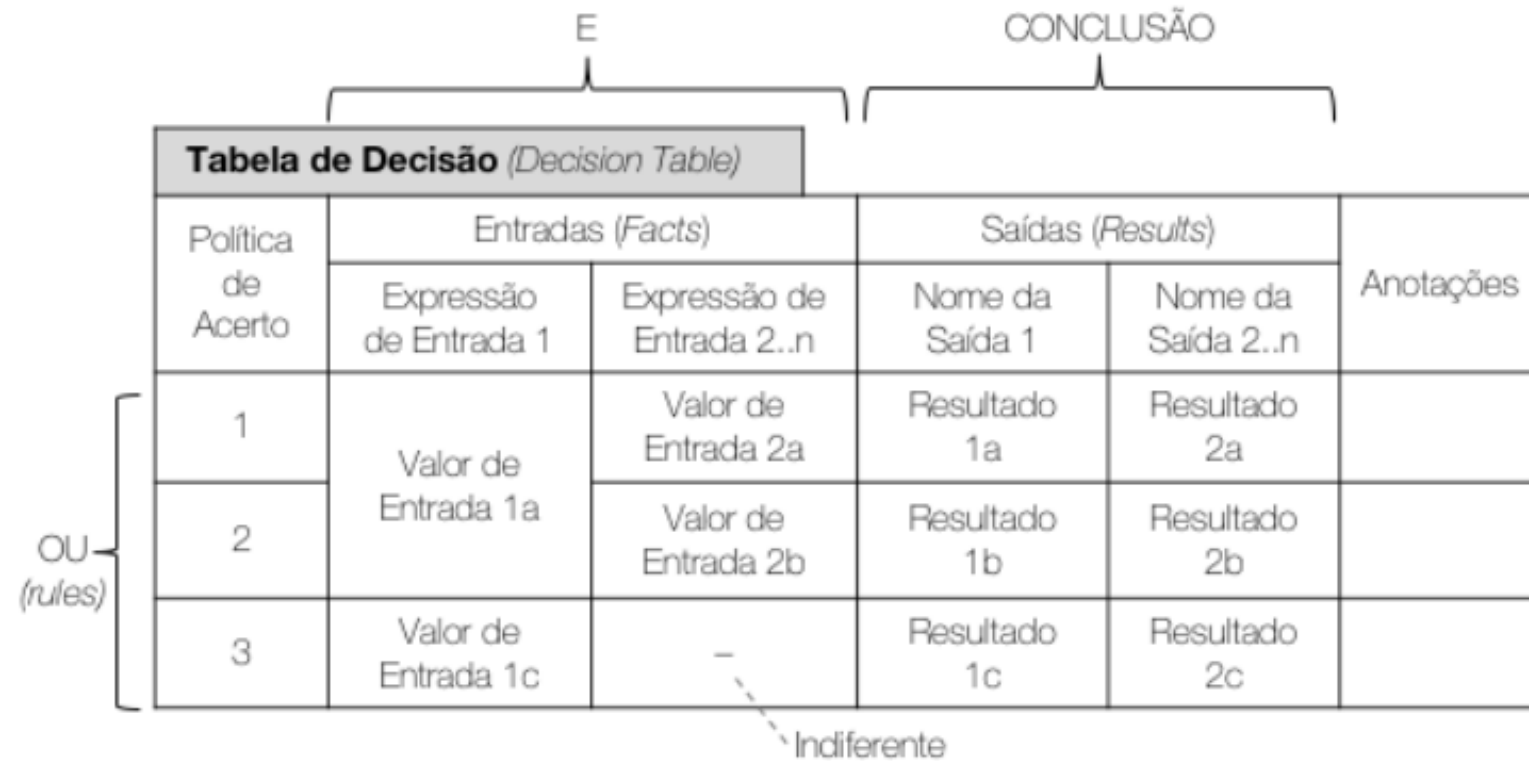 E
CONCLUSÃO
Tabela de Decisão (Decision Table)
Política
de
Acerto
Entradas (Facts)
Saídas (Results)
Anotações
Expressão
de Entrada 1
Expressão de
Entrada 2..n
Nome da
Saída 1
Nome da
Saída 2..n
OU
(rules)
1
Valor de
Entrada 1a
Valor de
Entrada 2a
Resultado
1a
Resultado
2a
2
Valor de
Entrada 2b
Resultado
1b
Resultado
2b
3
Valor de
Entrada 1c
–
Resultado
1c
Resultado
2c
Indiferente